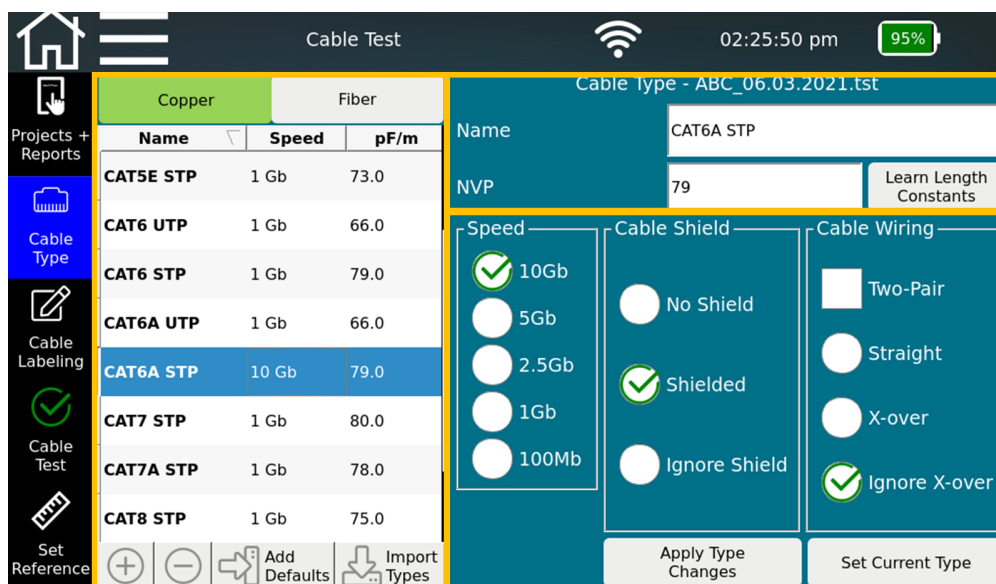 Cable Test
02:25:50 pm
95%
Projects +
Reports
Cable
Type
Cable
Labeling
Cable
Test
Set
Reference
Copper
Fiber
Name Speed pF/m
CAT5E STP 1 Gb 73.0
CAT6 UTP 1 Gb 66.0
CAT6 STP 1 Gb 79.0
CAT6A UTP 1 Gb 66.0
CAT6A STP 10 Gb 79.0
CAT7 STP 1 Gb 80.0
CAT7A STP 1 Gb 78.0
CAT8 STP 1 Gb 75.0
Add
Defaults
Import
Types
Cable Type - ABC_06.03.2021.tst
Name CAT6A STP
NVP 79
Learn Length
Constants
Speed
10Gb
5Gb
2.5Gb
1Gb
100Mb
Cable Shield
No Shield
Shielded
Ignore Shield
Cable Wiring
Two-Pair
Straight
X-over
Ignore X-over
Apply Type
Changes
Set Current Type